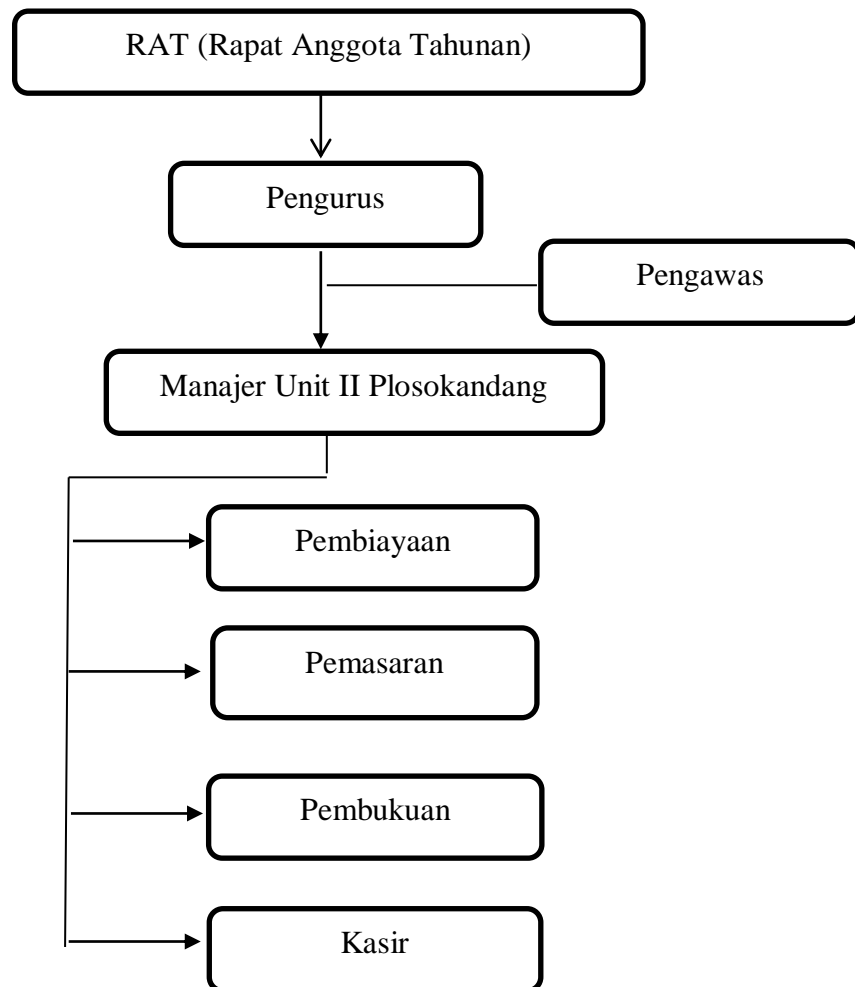 RAT (Rapat Anggota Tahunan)
Pengurus
Pengawas
Manajer Unit II Plosokandang
Pembiayaan
Pemasaran
Pembukuan
Kasir